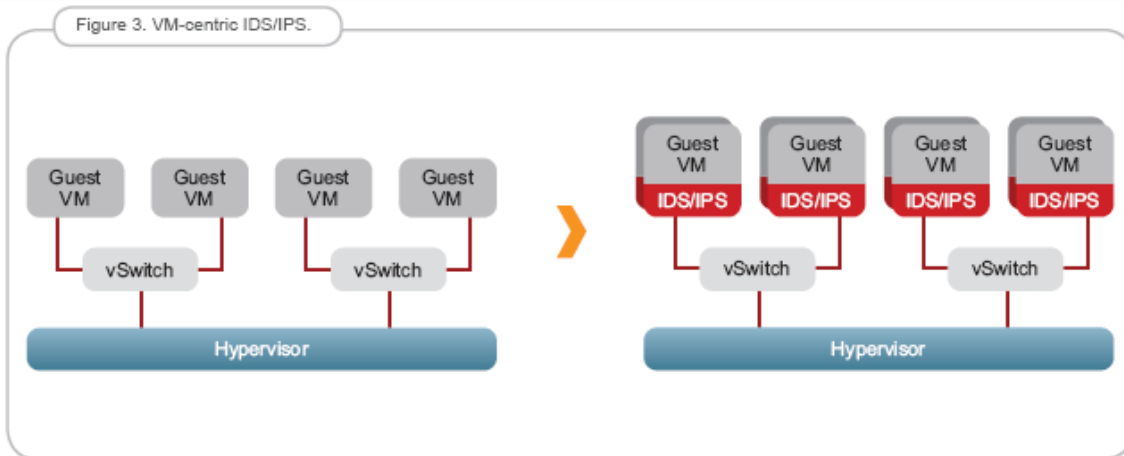 Figure 3. VM-centric IDS/IPS.
Guest
VM
Guest
VM
Guest
VM
Guest
VM
vSwitch
vSwitch
Hypervisor
Guest
VM
IDS/IPS
Guest
VM
IDS/IPS
Guest
VM
IDS/IPS
Guest
VM
IDS/IPS
vSwitch
vSwitch
Hypervisor